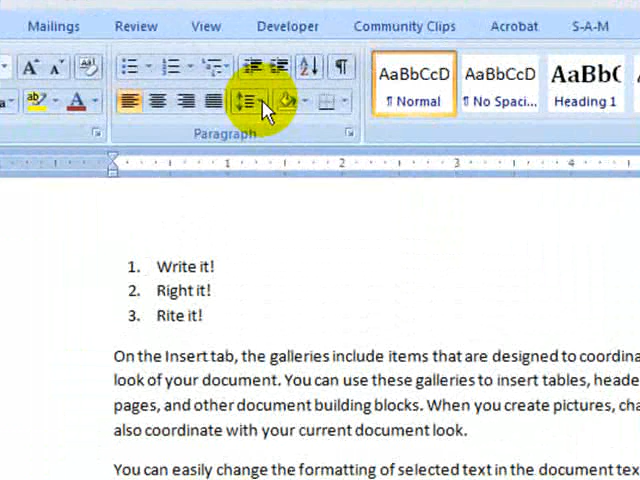 Mailings Review View Developer Community Clips Acrobat S-A-M
AaBbCcD AaBbCcD AaBbC
¶ Normal ¶ No Spaci... Heading 1
Paragraph
1 2 3 4
1. Write it!
2. Right it!
3. Rite it!
On the Insert tab, the galleries include items that are designed to
look of your document. You can use these galleries to insert tables,
pages, and other document building blocks. When you create pictures,
also coordinate with your current document look.
You can easily change the formatting of selected text in the document